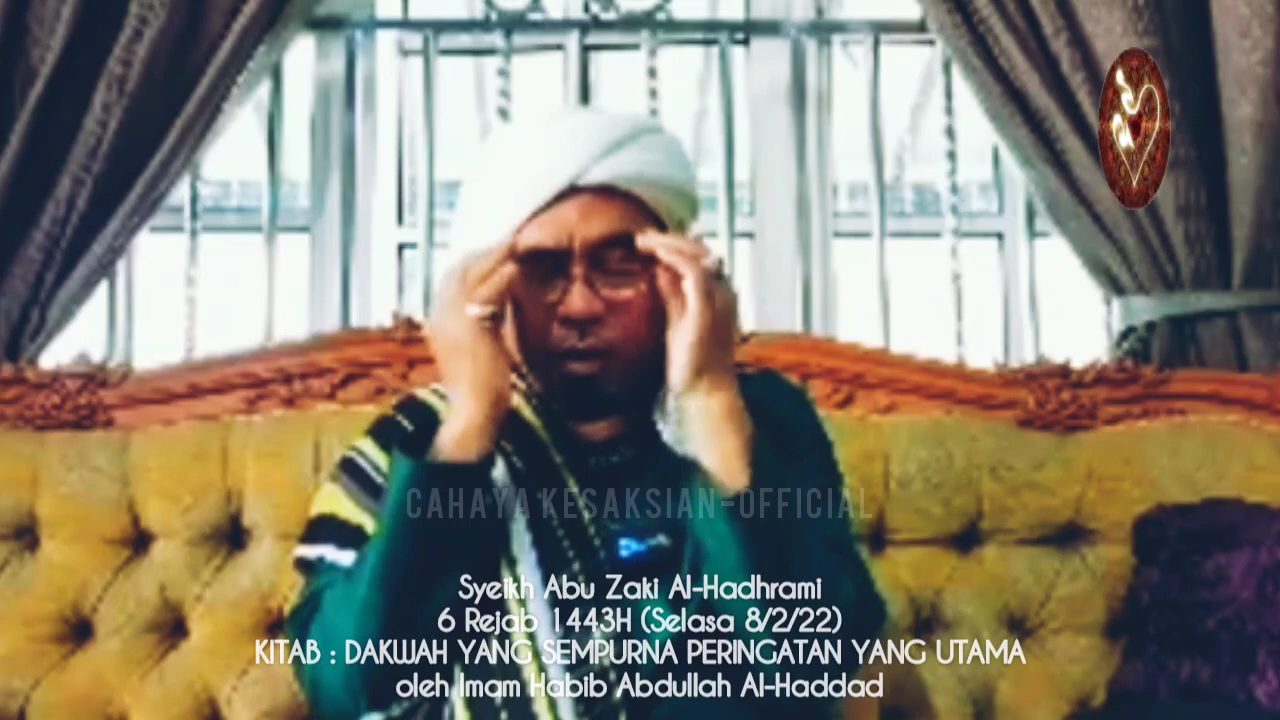 CAHAYA KESAKSIAN-OFFICIAL
Syeikh Abu Zaki Al-Hadhrami
6 Rejab 1443H (Selasa 8/2/22)
KITAB : DAKWAH YANG SEMPURNA PERINGATAN YANG UTAMA
oleh Imam Habib Abdullah Al-Haddad